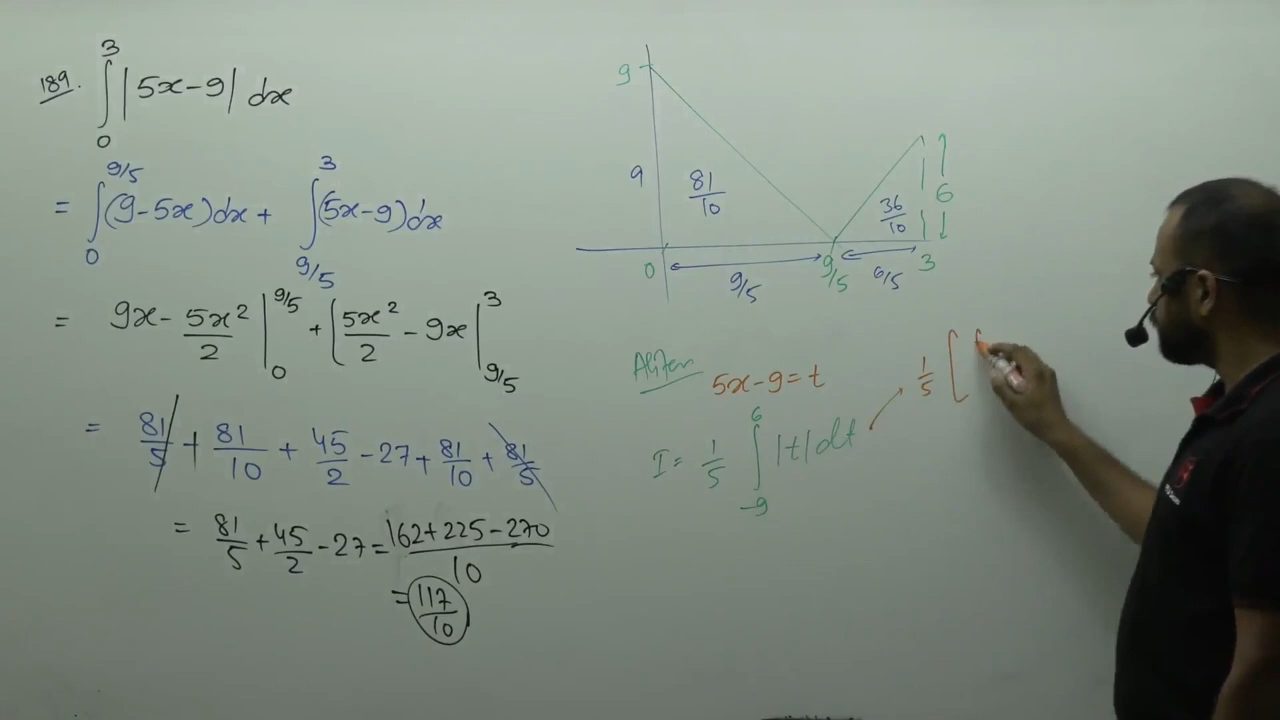 189. ∫₀³ |5x-9| dx
= ∫₀^{9/5} (9-5x)dx + ∫_{9/5}^3 (5x-9)dx
= 9x - 5x²/2 |₀^{9/5} + (5x²/2 - 9x |_{9/5}^3
= 81/5 + 81/10 + 45/2 - 27 + 81/10 + 81/5
= 81/5 + 45/2 - 27 = 162+225-270/10
= 117/10
9
9
81/10
36/10
6
0
9/5
3
9/5
6/5
5x-9=t
I = 1/5 ∫_{-9}^6 |t|dt
1/5 [